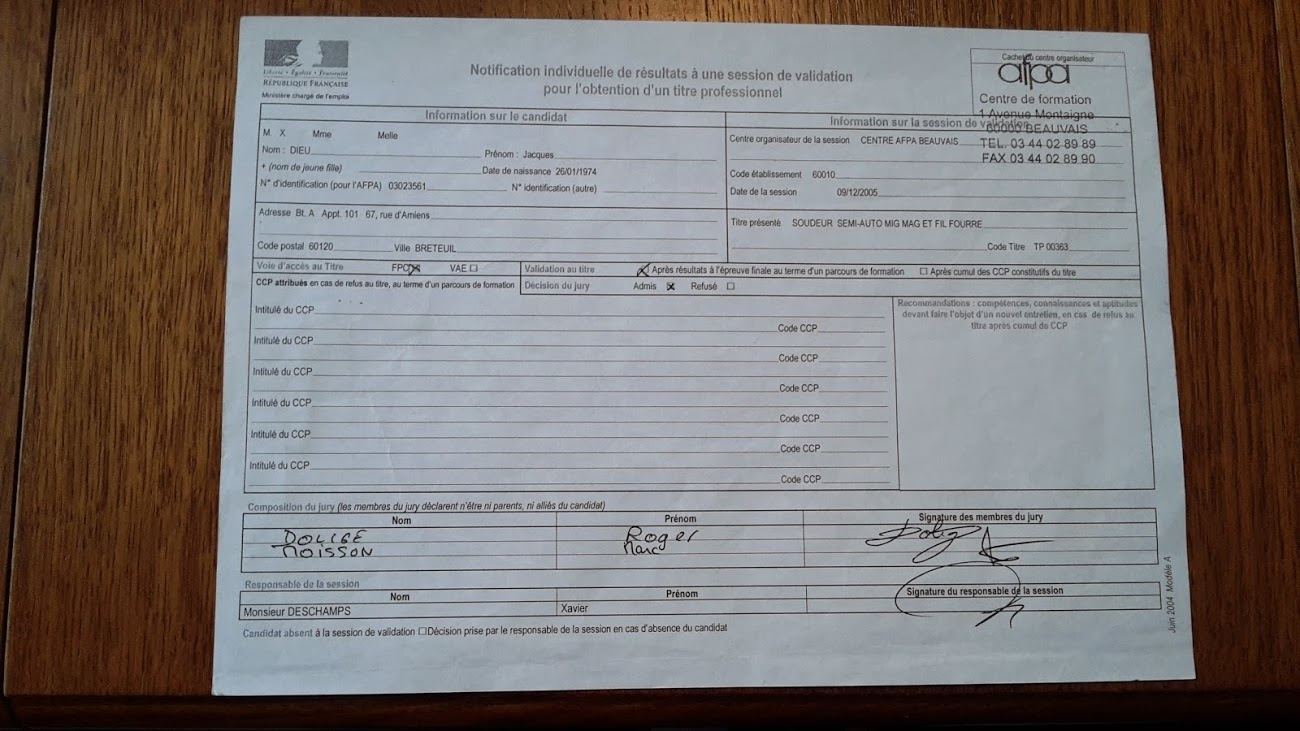 Liberté • Égalité • Fraternité
RÉPUBLIQUE FRANÇAISE
Ministère chargé de l'emploi
Notification individuelle de résultats à une session de validation
pour l'obtention d'un titre professionnel
Cachet du centre organisateur
afpa
Centre de formation
1 Avenue Montaigne
60000 BEAUVAIS
TEL. 03 44 02 89 89
FAX 03 44 02 89 90
Information sur le candidat
M. X Mme Melle
Nom : DIEU Prénom : Jacques
+ (nom de jeune fille) Date de naissance 26/01/1974
N° d'identification (pour l'AFPA) 03023561 N° identification (autre)
Adresse Bt. A Appt. 101 67, rue d'Amiens
Code postal 60120 Ville BRETEUIL
Information sur la session de validation
Centre organisateur de la session CENTRE AFPA BEAUVAIS
Code établissement 60010
Date de la session 09/12/2005
Titre présenté SOUDEUR SEMI-AUTO MIG MAG ET FIL FOURRE
Code Titre TP 00363
Voie d'accès au Titre FPC VAE
Validation au titre Après résultats à l'épreuve finale au terme d'un parcours de formation Après cumul des CCP constitutifs du titre
CCP attribués en cas de refus au titre, au terme d'un parcours de formation
Décision du jury Admis Refusé
Intitulé du CCP
Code CCP
Intitulé du CCP
Code CCP
Intitulé du CCP
Code CCP
Intitulé du CCP
Code CCP
Intitulé du CCP
Code CCP
Intitulé du CCP
Code CCP
Recommandations : compétences, connaissances et aptitudes
devant faire l'objet d'un nouvel entretien, en cas de refus au
titre après cumul de CCP
Composition du jury (les membres du jury déclarent n'être ni parents, ni alliés du candidat)
Nom Prénom Signature des membres du jury
DOLIGE Roger
MOISSON Marc
Responsable de la session
Nom Prénom Signature du responsable de la session
Monsieur DESCHAMPS Xavier
Candidat absent à la session de validation Décision prise par le responsable de la session en cas d'absence du candidat
Juin 2004 Modèle A